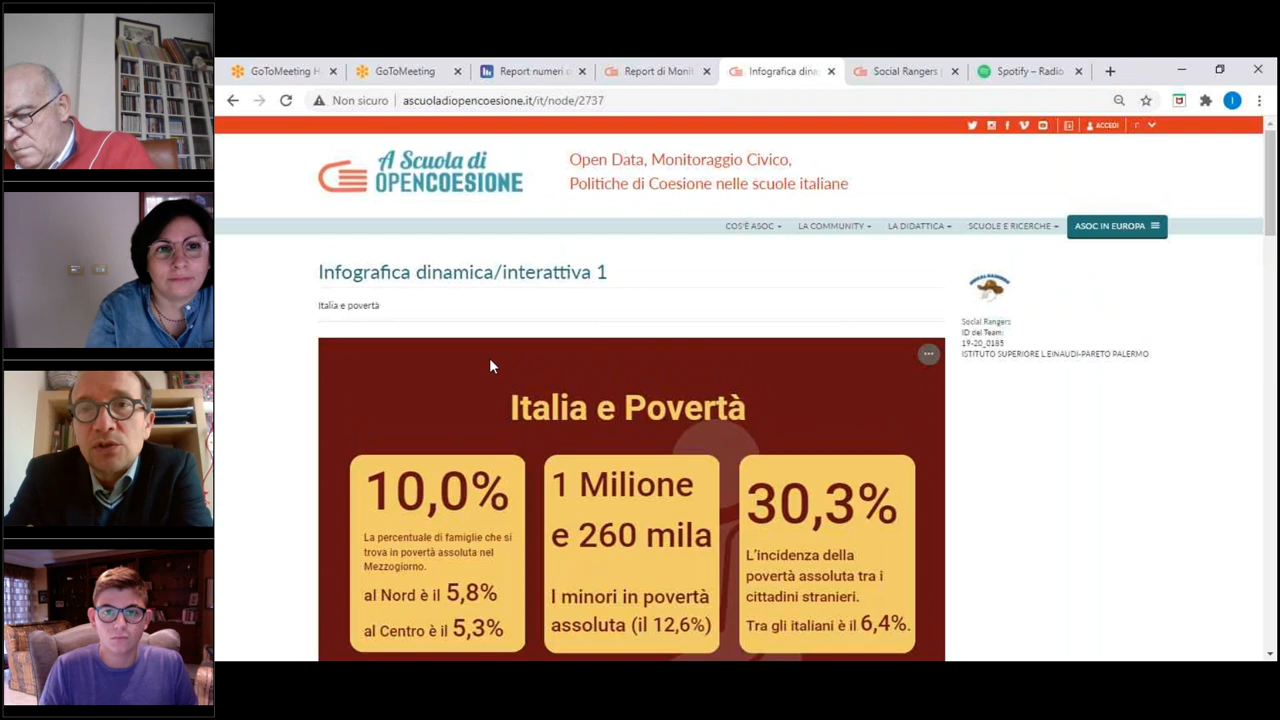 GoToMeeting H
GoToMeeting
Report numeri
Report di Monit
Infografica dina
Social Rangers
Spotify – Radio
Non sicuro
ascuoladiopencoesione.it/it/node/2737
ACCEDI
A Scuola di
OPENCOESIONE
Open Data, Monitoraggio Civico,
Politiche di Coesione nelle scuole italiane
COS'È ASOC
LA COMMUNITY
LA DIDATTICA
SCUOLE E RICERCHE
ASOC IN EUROPA
Infografica dinamica/interattiva 1
Italia e povertà
SOCIAL RANGERS
Social Rangers
ID del Team:
19-20_0185
ISTITUTO SUPERIORE L.EINAUDI-PARETO PALERMO
Italia e Povertà
10,0%
La percentuale di famiglie che si
trova in povertà assoluta nel
Mezzogiorno.
al Nord è il 5,8%
al Centro è il 5,3%
1 Milione
e 260 mila
I minori in povertà
assoluta (il 12,6%)
30,3%
L'incidenza della
povertà assoluta tra i
cittadini stranieri.
Tra gli italiani è il 6,4%.